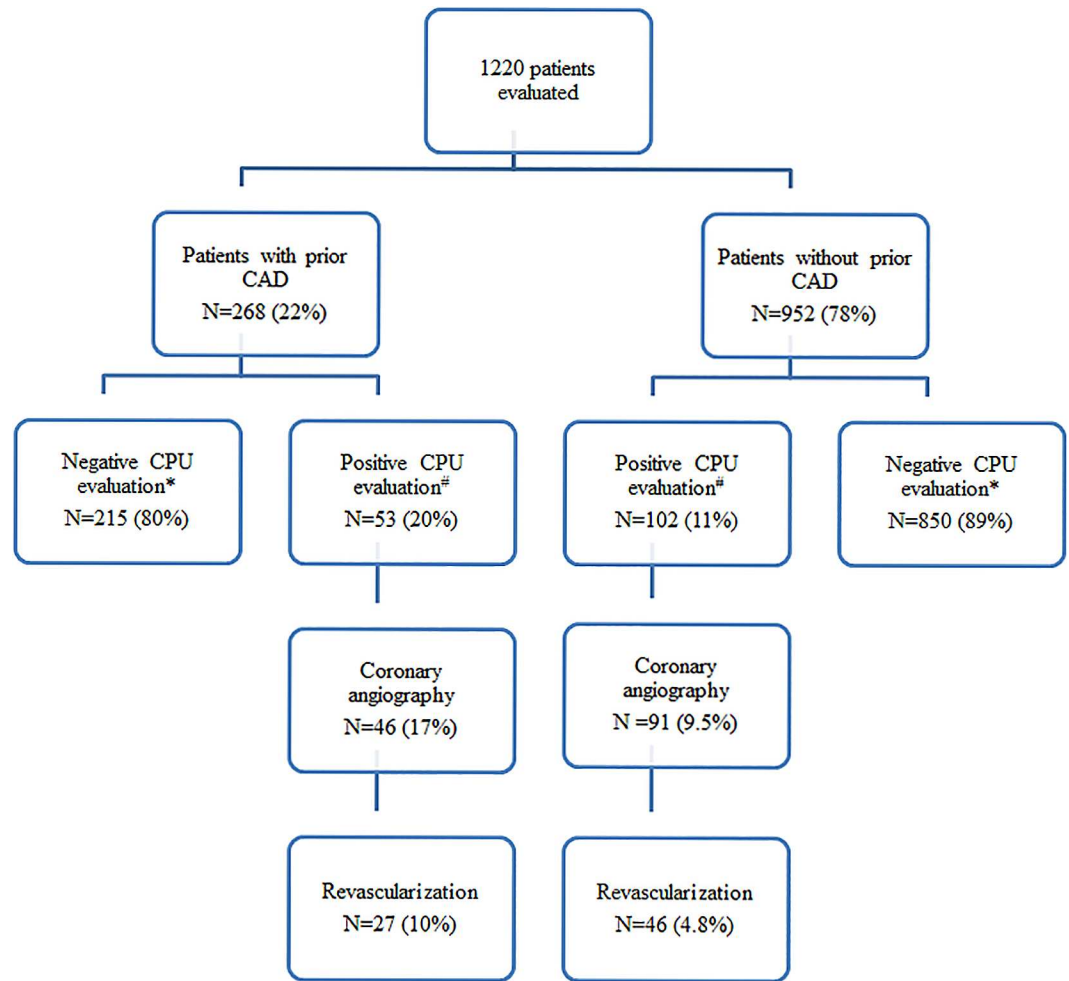 1220 patients
evaluated
Patients with prior
CAD
N=268 (22%)
Patients without prior
CAD
N=952 (78%)
Negative CPU
evaluation*
N=215 (80%)
Positive CPU
evaluation#
N=53 (20%)
Positive CPU
evaluation#
N=102 (11%)
Negative CPU
evaluation*
N=850 (89%)
Coronary
angiography
N=46 (17%)
Coronary
angiography
N =91 (9.5%)
Revascularization
N=27 (10%)
Revascularization
N=46 (4.8%)